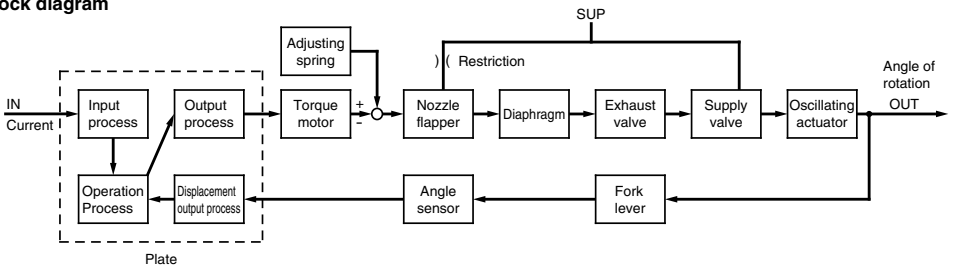 ock diagram
SUP
Adjusting
spring
) ( Restriction
Angle of
rotation
IN
Current
Input
process
Output
process
Torque
motor
+
-
Nozzle
flapper
Diaphragm
Exhaust
valve
Supply
valve
Oscillating
actuator
OUT
Operation
Process
Displacement
output process
Angle
sensor
Fork
lever
Plate